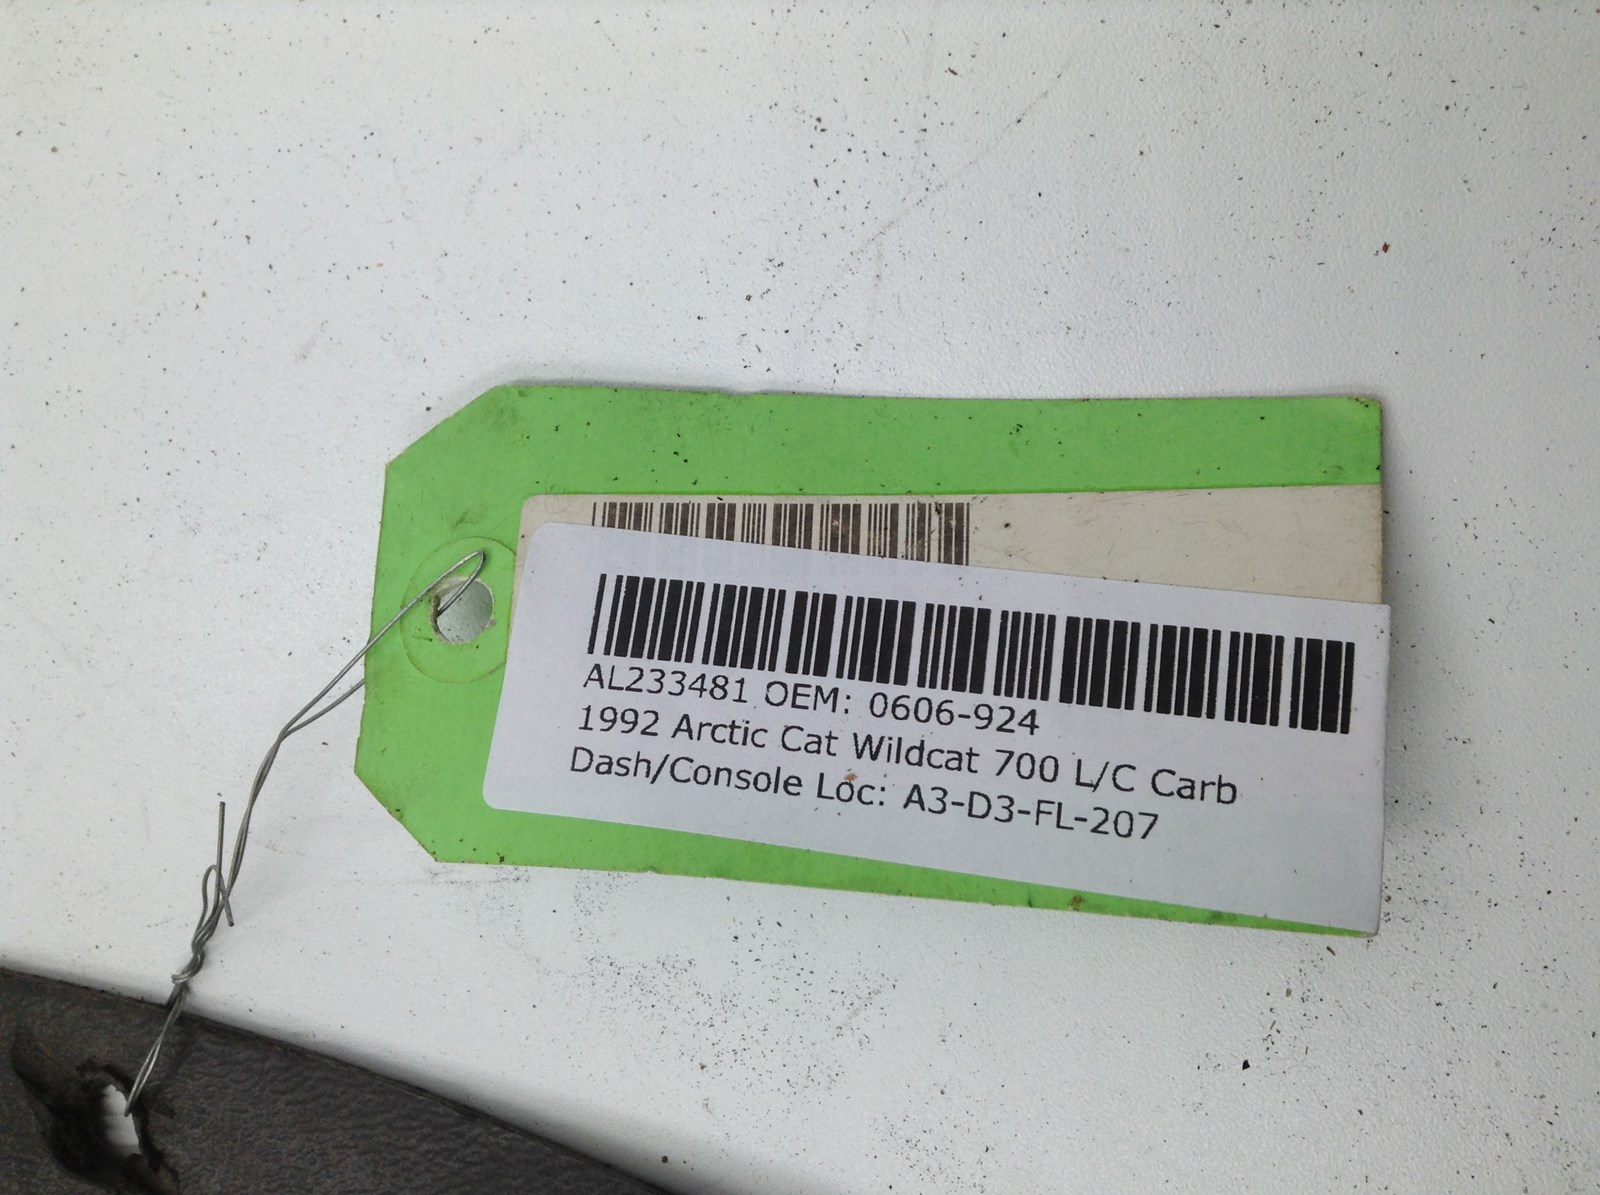 AL233481 OEM: 0606-924
1992 Arctic Cat Wildcat 700 L/C Carb
Dash/Console Loc: A3-D3-FL-207